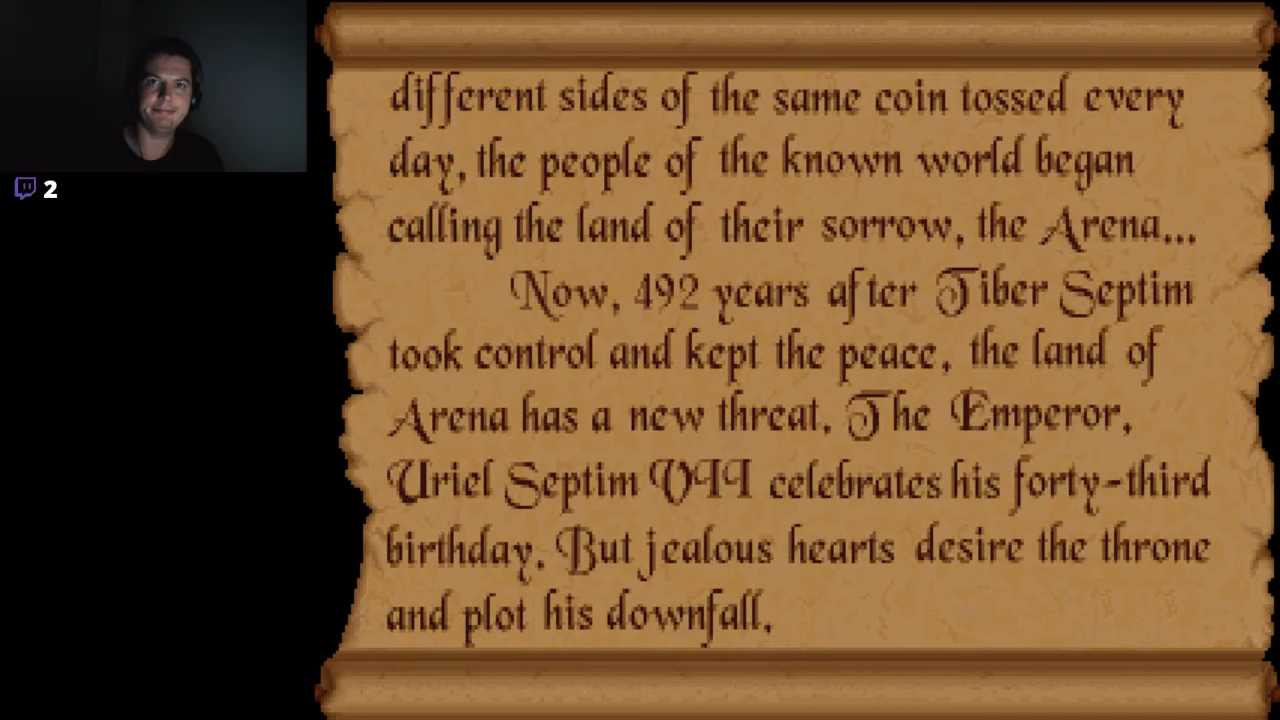 2
different sides of the same coin tossed every
day, the people of the known world began
calling the land of their sorrow, the Arena...
Now, 492 years after Tiber Septim
took control and kept the peace, the land of
Arena has a new threat. The Emperor,
Uriel Septim VII celebrates his forty-third
birthday. But jealous hearts desire the throne
and plot his downfall.